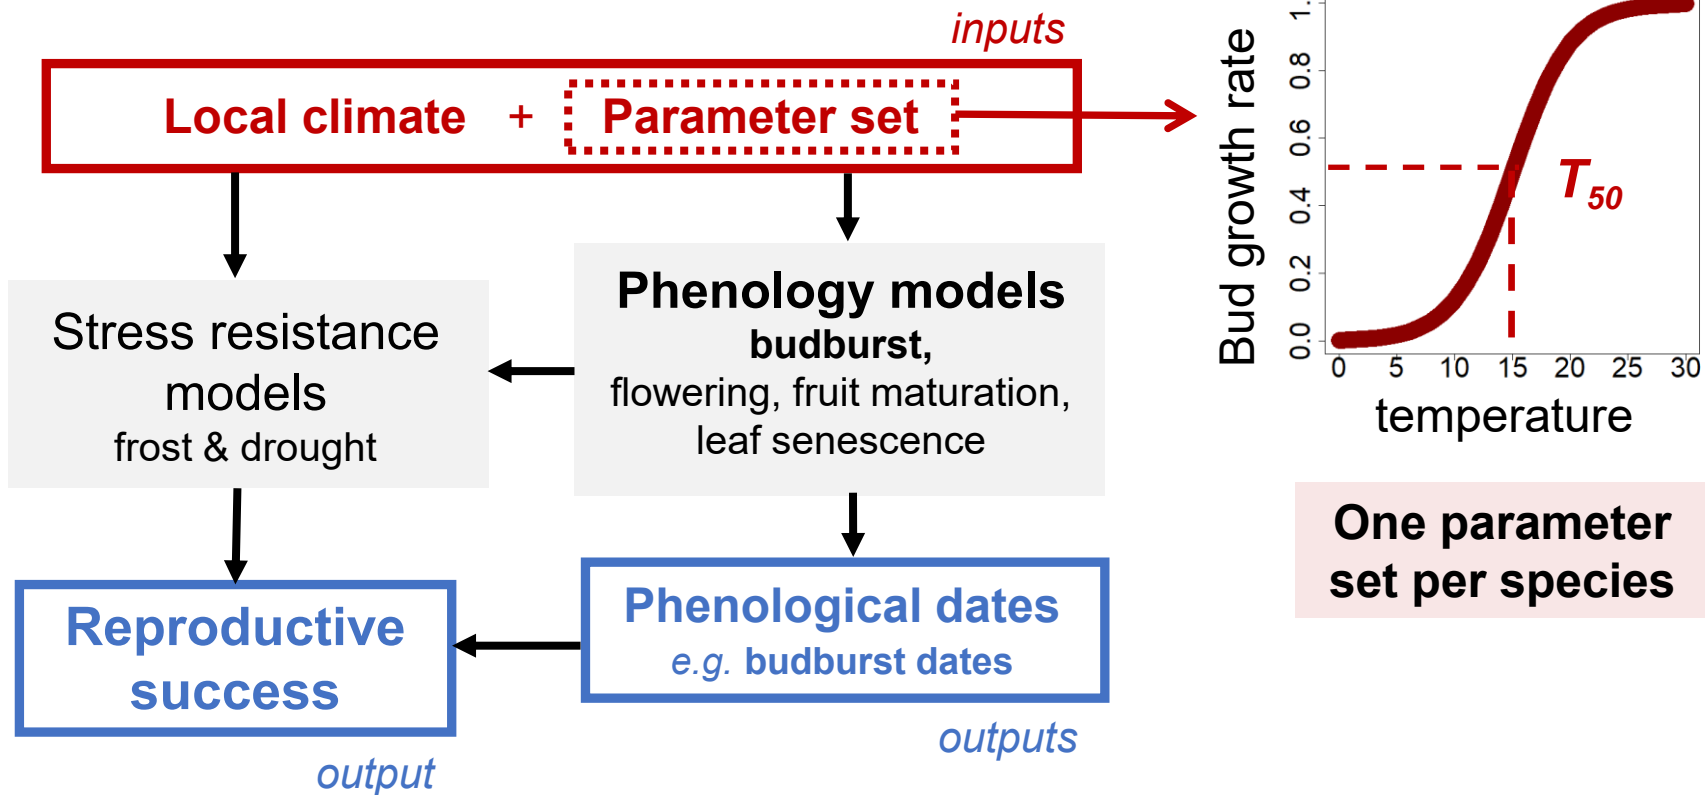 inputs
Local climate + Parameter set
Stress resistance
models
frost & drought
Phenology models
budburst,
flowering, fruit maturation,
leaf senescence
Reproductive
success
output
Phenological dates
e.g. budburst dates
outputs
Bud growth rate
0.0 0.2 0.4 0.6 0.8 1.
T50
0 5 10 15 20 25 30
temperature
One parameter
set per species